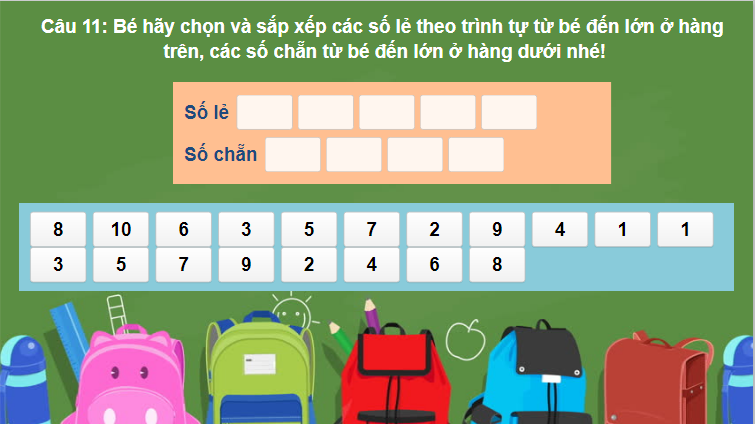 Câu 11: Bé hãy chọn và sắp xếp các số lẻ theo trình tự từ bé đến lớn ở hàng
trên, các số chẵn từ bé đến lớn ở hàng dưới nhé!
Số lẻ
Số chẵn
8 10 6 3 5 7 2 9 4 1 1
3 5 7 9 2 4 6 8